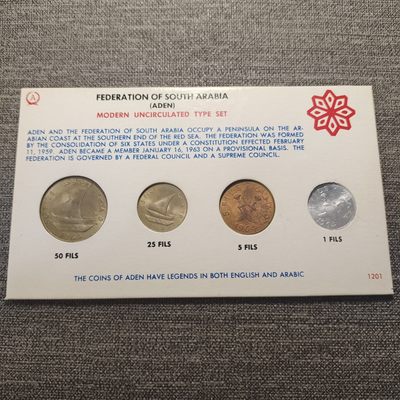 A
FEDERATION OF SOUTH ARABIA
(ADEN)
MODERN UNCIRCULATED TYPE SET
ADEN AND THE FEDERATION OF SOUTH ARABIA OCCUPY A PENINSULA ON THE AR-
ABIAN COAST AT THE SOUTHERN END OF THE RED SEA. THE FEDERATION WAS FORMED
BY THE CONSOLIDATION OF SIX STATES UNDER A CONSTITUTION EFFECTED FEBRUARY
11, 1959. ADEN BECAME A MEMBER JANUARY 16, 1963 ON A PROVISIONAL BASIS. THE
FEDERATION IS GOVERNED BY A FEDERAL COUNCIL AND A SUPREME COUNCIL.
50 FILS
25 FILS
5 FILS
1 FILS
THE COINS OF ADEN HAVE LEGENDS IN BOTH ENGLISH AND ARABIC
1201